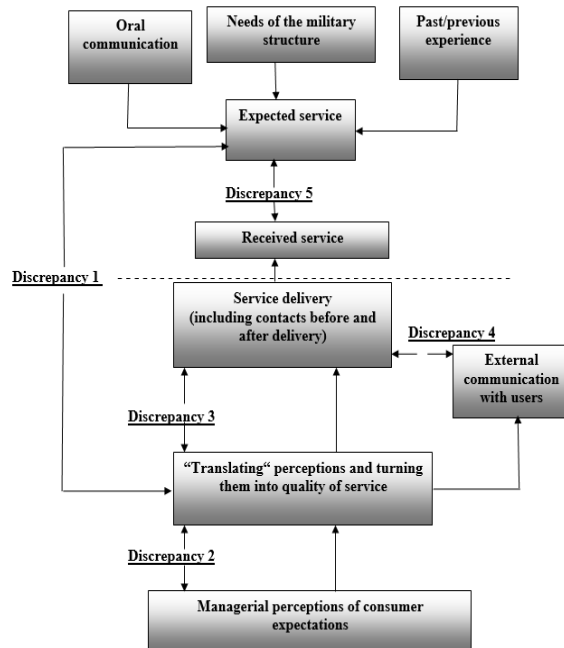 Oral
communication
Needs of the military
structure
Past/previous
experience
Expected service
Discrepancy 5
Received service
Discrepancy 1
Service delivery
(including contacts before and
after delivery)
Discrepancy 4
External
communication
with users
Discrepancy 3
“Translating“ perceptions and turning
them into quality of service
Discrepancy 2
Managerial perceptions of consumer
expectations